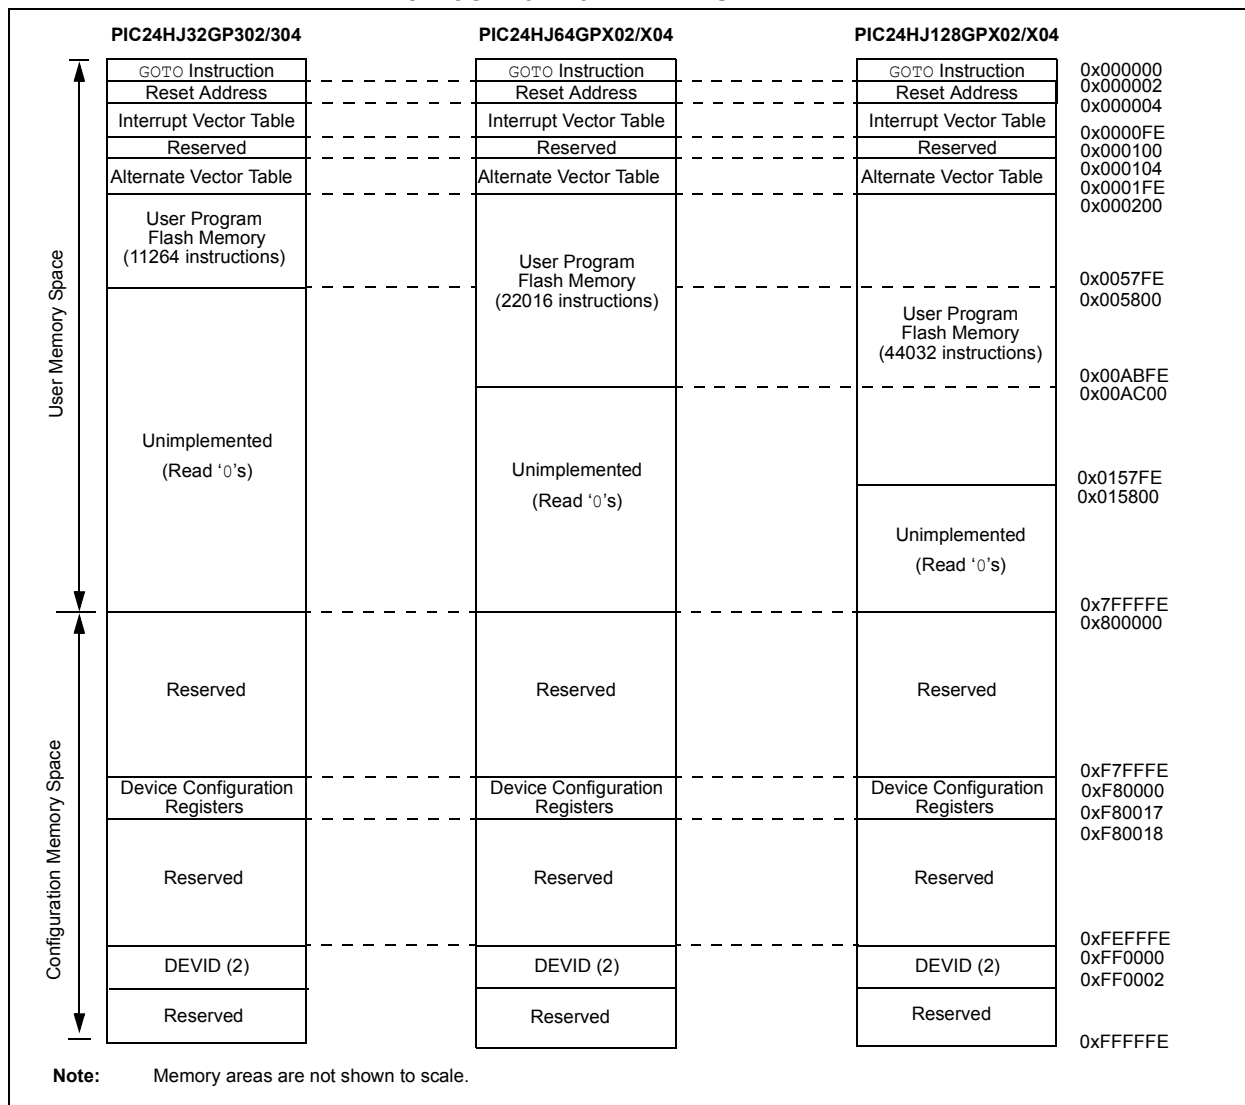 PIC24HJ32GP302/304
GOTO Instruction
Reset Address
Interrupt Vector Table
Reserved
Alternate Vector Table
User Program
Flash Memory
(11264 instructions)
Unimplemented
(Read ‘0’s)
Reserved
Device Configuration
Registers
Reserved
DEVID (2)
Reserved
PIC24HJ64GPX02/X04
GOTO Instruction
Reset Address
Interrupt Vector Table
Reserved
Alternate Vector Table
User Program
Flash Memory
(22016 instructions)
Unimplemented
(Read ‘0’s)
Reserved
Device Configuration
Registers
Reserved
DEVID (2)
Reserved
PIC24HJ128GPX02/X04
GOTO Instruction
Reset Address
Interrupt Vector Table
Reserved
Alternate Vector Table
User Program
Flash Memory
(44032 instructions)
Unimplemented
(Read ‘0’s)
Reserved
Device Configuration
Registers
Reserved
DEVID (2)
Reserved
0x000000
0x000002
0x000004
0x0000FE
0x000100
0x000104
0x0001FE
0x000200
0x0057FE
0x005800
0x00ABFE
0x00AC00
0x0157FE
0x015800
0x7FFFFE
0x800000
0xF7FFFE
0xF80000
0xF80017
0xF80018
0xFEFFFE
0xFF0000
0xFF0002
0xFFFFFE
User Memory Space
Configuration Memory Space
Note: Memory areas are not shown to scale.